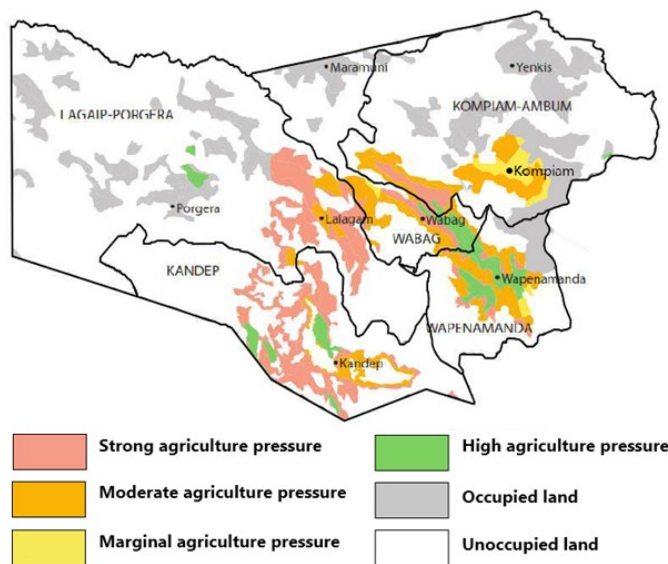 Maramuni
Yenkis
LAGAIP-PORGERA
KOMPIAM-AMBUM
Kompiam
Porgera
Lalagam
Wabag
WABAG
KANDEP
Wapenamanda
WAPENAMANDA
Kandep
Strong agriculture pressure
High agriculture pressure
Moderate agriculture pressure
Occupied land
Marginal agriculture pressure
Unoccupied land